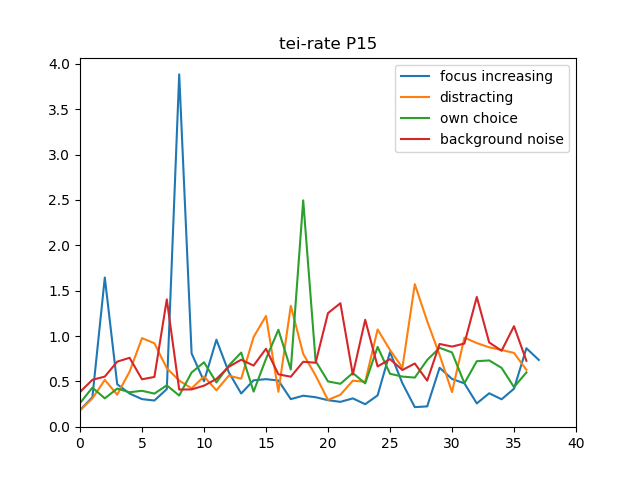 tei-rate P15
focus increasing
distracting
own choice
background noise
4.0
3.5
3.0
2.5
2.0
1.5
1.0
0.5
0.0
0 5 10 15 20 25 30 35 40